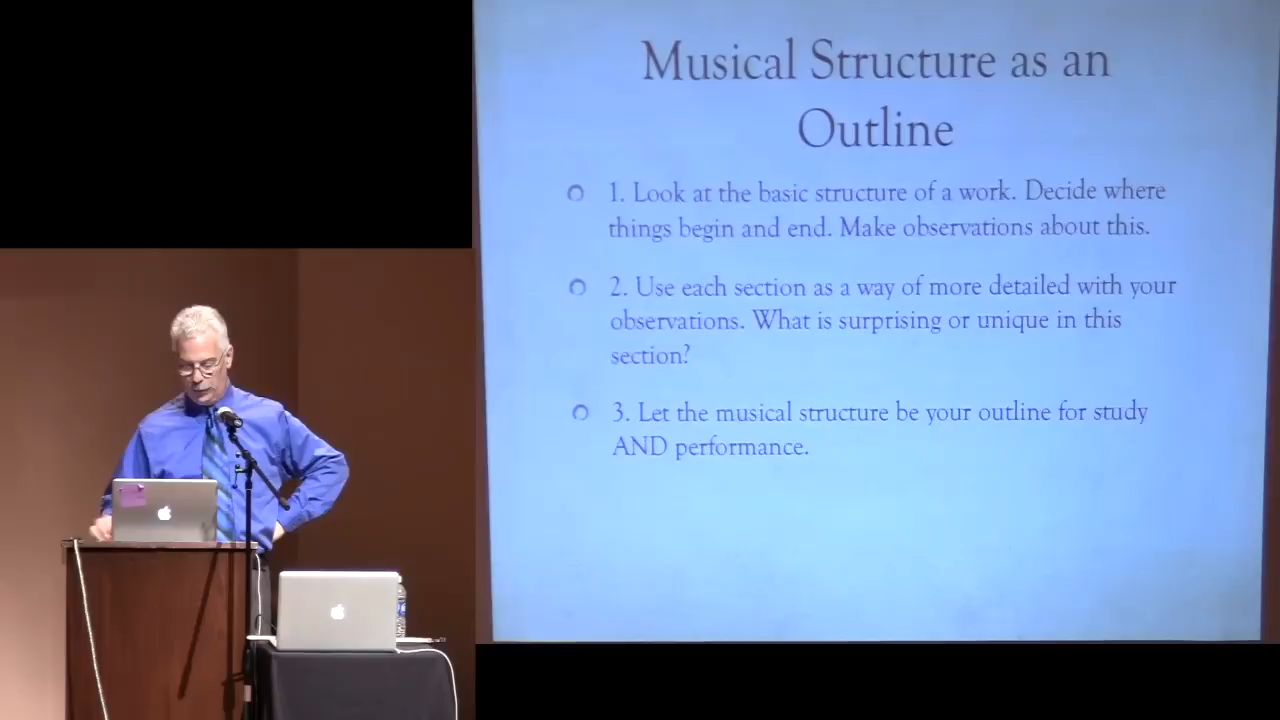 Musical Structure as an
Outline
1. Look at the basic structure of a work. Decide where
things begin and end. Make observations about this.
2. Use each section as a way of more detailed with your
observations. What is surprising or unique in this
section?
3. Let the musical structure be your outline for study
AND performance.